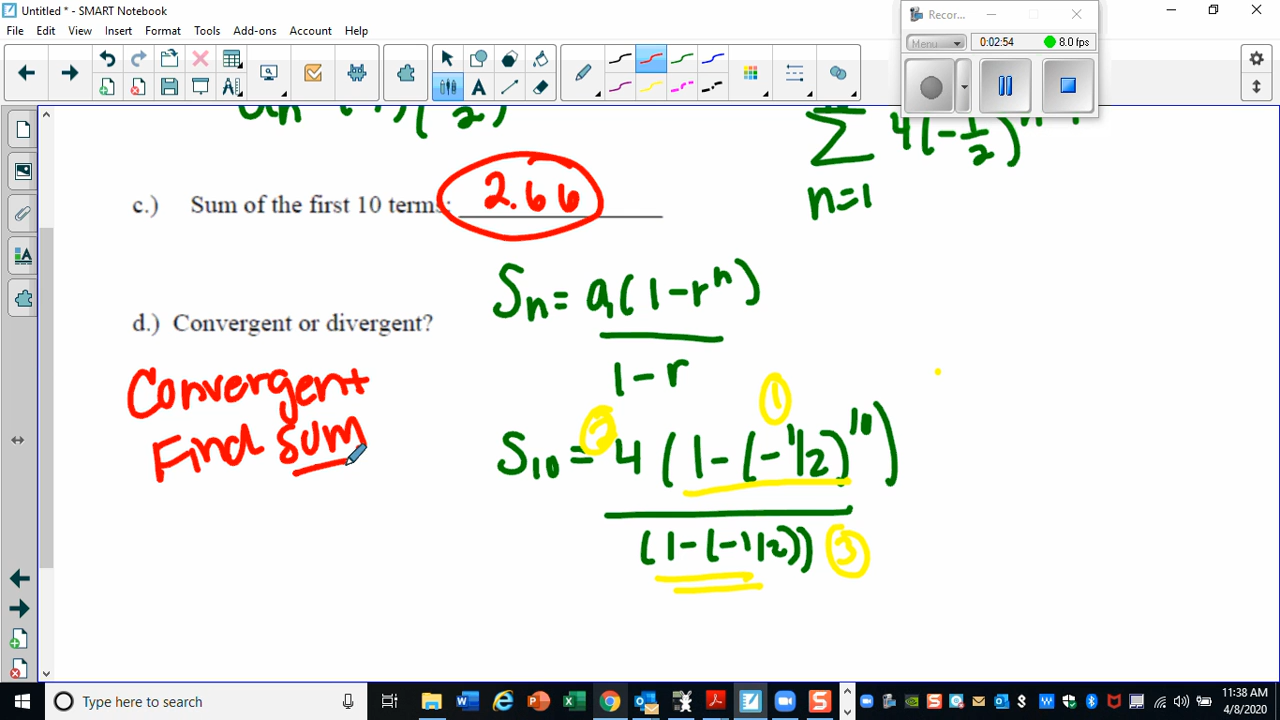 Untitled * - SMART Notebook
File Edit View Insert Format Tools Add-ons Account Help
Recor...
Menu 0:02:54 8.0 fps
4(-1/2)
n=1
c.) Sum of the first 10 terms: 2.66
Sn = a1(1-r^n)
1-r
d.) Convergent or divergent?
Convergent
Find sum
1
2
S10 = 4(1-(-1/2)^10)
(1-(-1/2)) 3
Type here to search
11:38 AM
4/8/2020